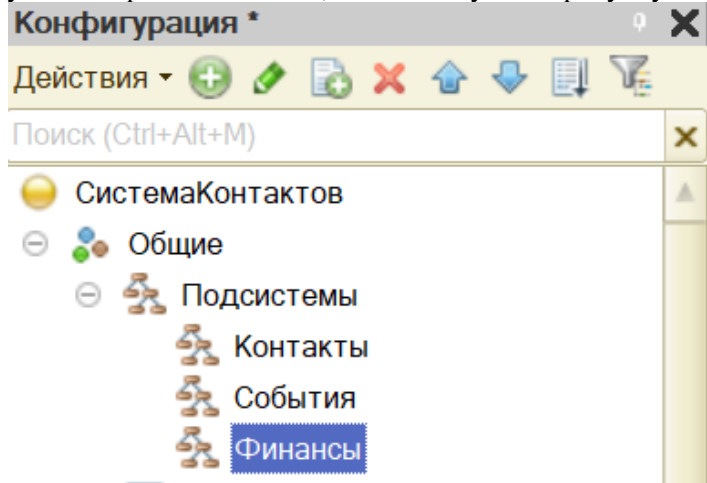 Конфигурация *
Действия
Поиск (Ctrl+Alt+M)
СистемаКонтактов
Общие
Подсистемы
Контакты
События
Финансы